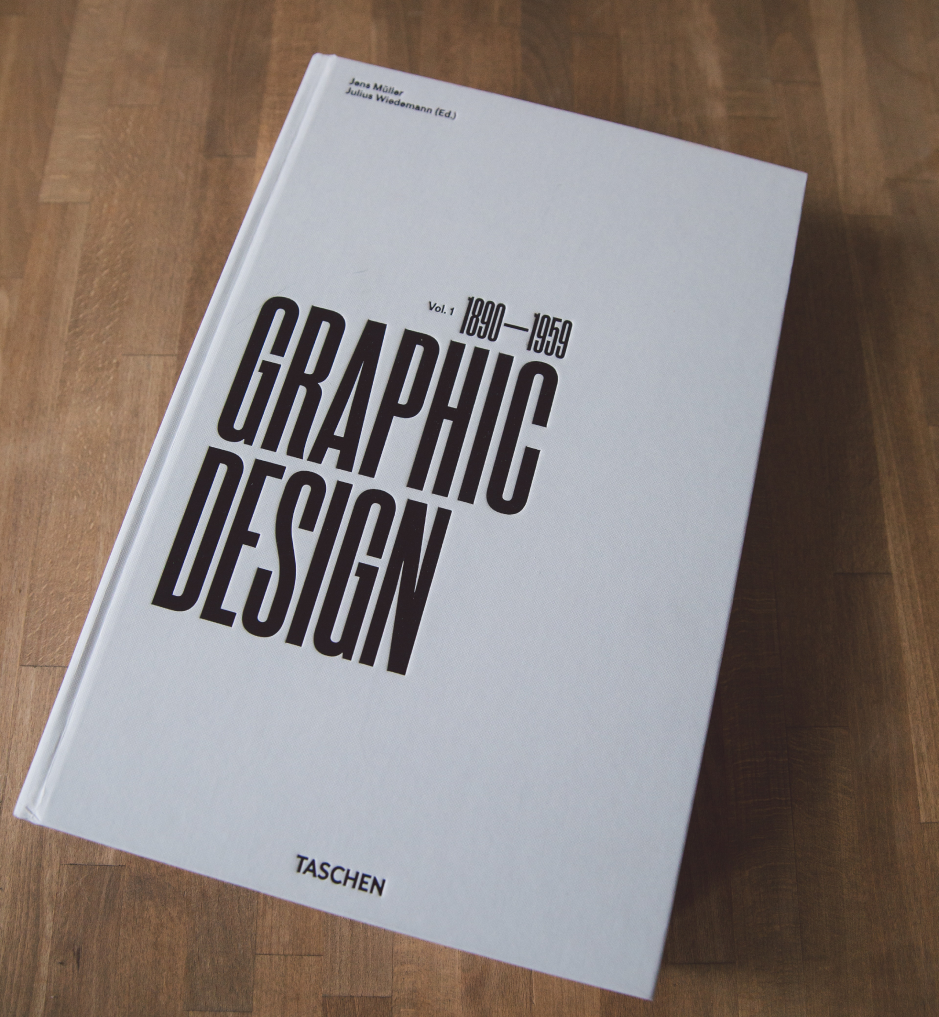 Jens Müller
Julius Wiedemann (Ed.)
Vol. 1 1890—1959
GRAPHIC
DESIGN
TASCHEN